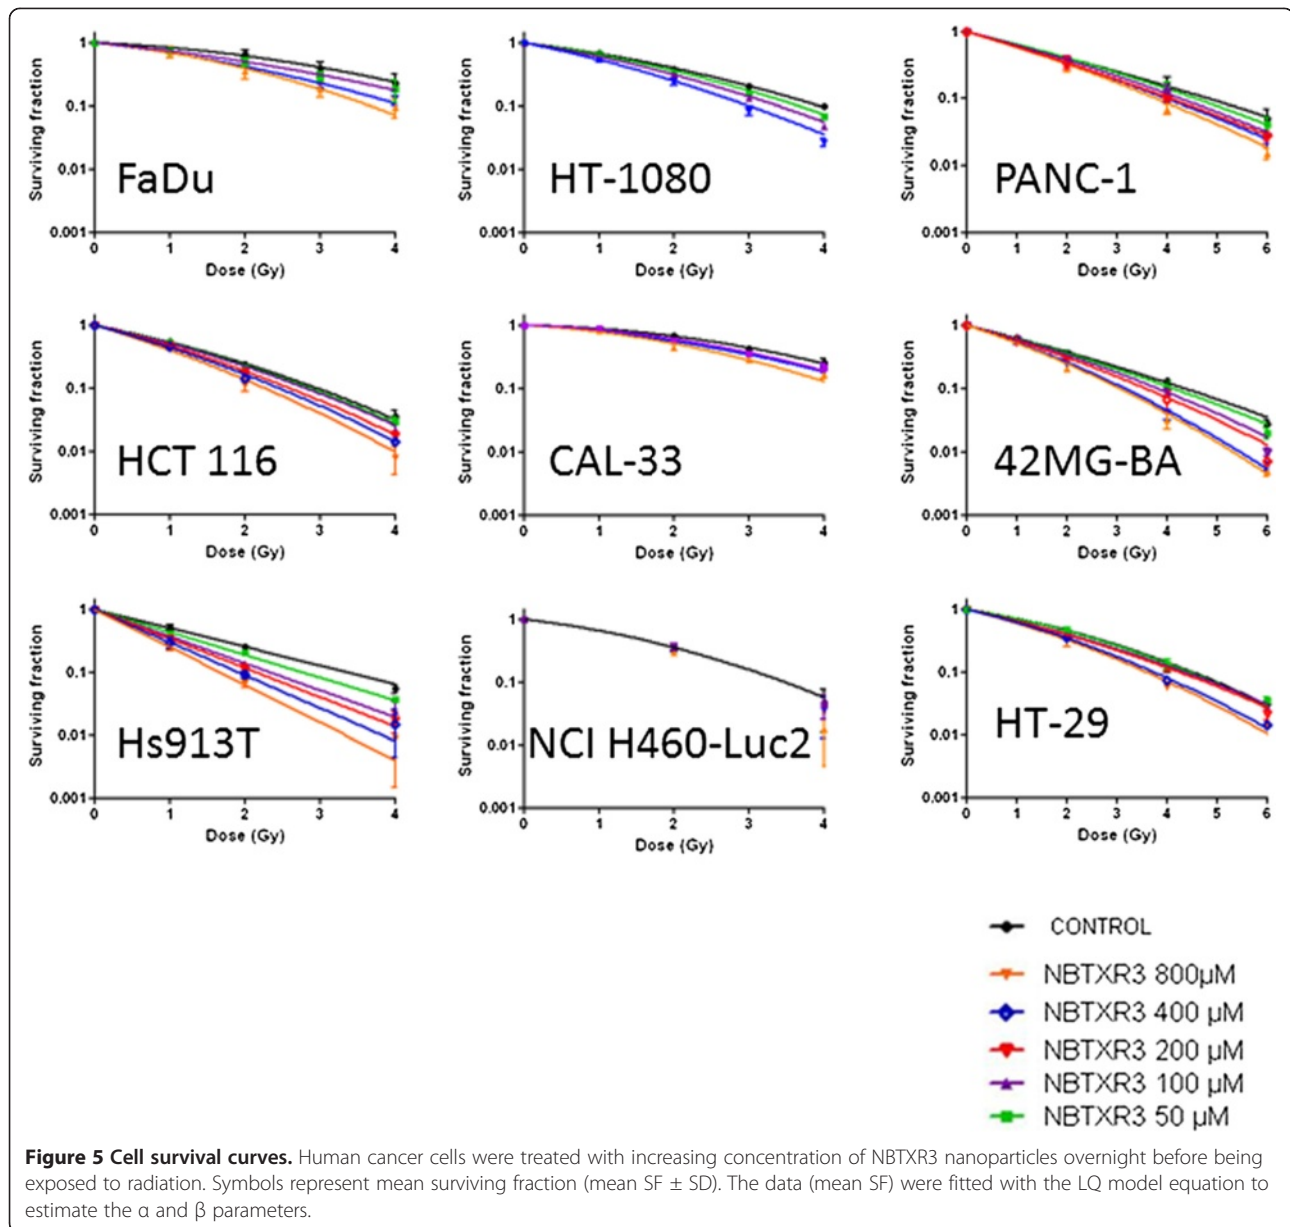 Surviving fraction
1
0.1
0.01
0.001
FaDu
0 1 2 3 4
Dose (Gy)
Surviving fraction
1
0.1
0.01
0.001
HT-1080
0 1 2 3 4
Dose (Gy)
Surviving fraction
1
0.1
0.01
0.001
PANC-1
0 1 2 3 4 5 6
Dose (Gy)
Surviving fraction
1
0.1
0.01
0.001
HCT 116
0 1 2 3 4
Dose (Gy)
Surviving fraction
1
0.1
0.01
0.001
CAL-33
0 1 2 3 4
Dose (Gy)
Surviving fraction
1
0.1
0.01
0.001
42MG-BA
0 1 2 3 4 5 6
Dose (Gy)
Surviving fraction
1
0.1
0.01
0.001
Hs913T
0 1 2 3 4
Dose (Gy)
Surviving fraction
1
0.1
0.01
0.001
NCI H460-Luc2
0 1 2 3 4
Dose (Gy)
Surviving fraction
1
0.1
0.01
0.001
HT-29
0 1 2 3 4 5 6
Dose (Gy)
CONTROL
NBTXR3 800µM
NBTXR3 400 µM
NBTXR3 200 µM
NBTXR3 100 µM
NBTXR3 50 µM
Figure 5 Cell survival curves. Human cancer cells were treated with increasing concentration of NBTXR3 nanoparticles overnight before being
exposed to radiation. Symbols represent mean surviving fraction (mean SF ± SD). The data (mean SF) were fitted with the LQ model equation to
estimate the α and β parameters.